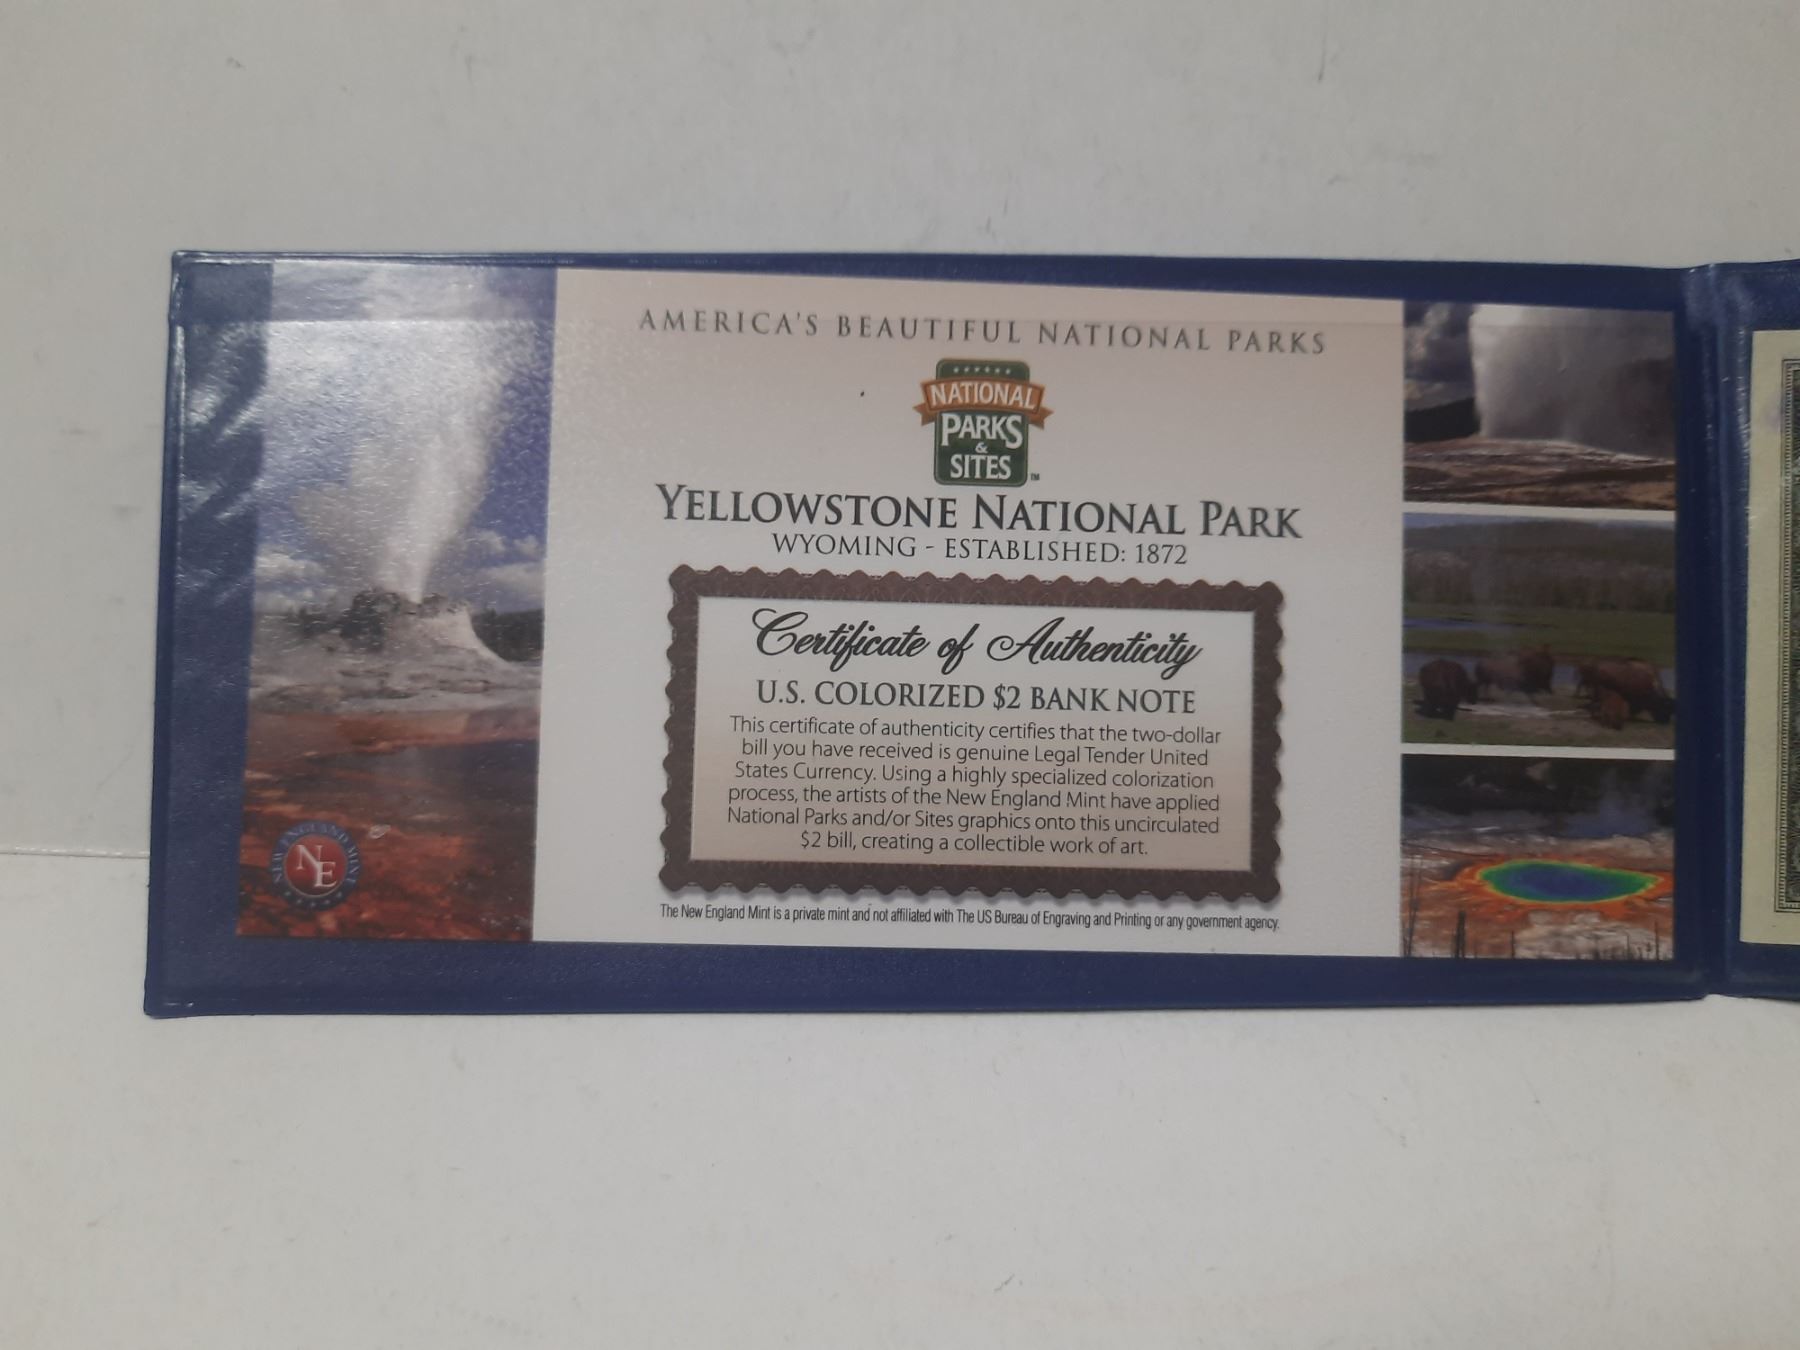 AMERICA'S BEAUTIFUL NATIONAL PARKS
NATIONAL
PARKS
&
SITES™
YELLOWSTONE NATIONAL PARK
WYOMING - ESTABLISHED: 1872
Certificate of Authenticity
U.S. COLORIZED $2 BANK NOTE
This certificate of authenticity certifies that the two-dollar
bill you have received is genuine Legal Tender United
States Currency. Using a highly specialized colorization
process, the artists of the New England Mint have applied
National Parks and/or Sites graphics onto this uncirculated
$2 bill, creating a collectible work of art.
The New England Mint is a private mint and not affiliated with The US Bureau of Engraving and Printing or any government agency.
NEW ENGLAND MINT
NE